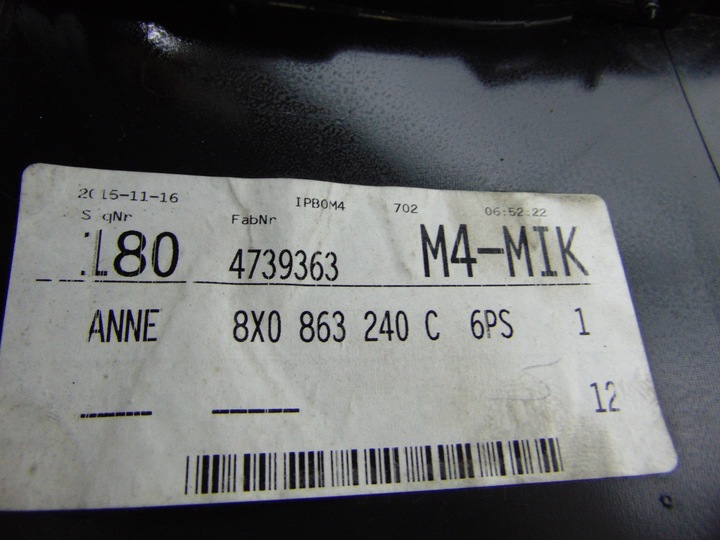 2015-11-16 IPB0M4 702 06:52:22
SeqNr FabNr
180 4739363 M4-MIK
ANNE 8X0 863 240 C 6PS 1
12